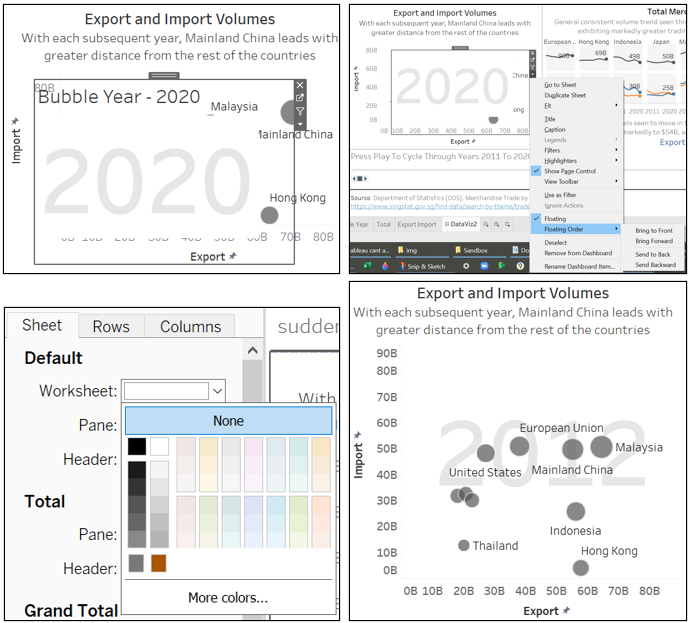 Export and Import Volumes
With each subsequent year, Mainland China leads with
greater distance from the rest of the countries
80B
Bubble Year - 2020
Malaysia
Mainland China
2020
Hong Kong
Import
0B 10B 20B 30B 40B 50B 60B 70B 80B
Export
Export and Import Volumes
With each subsequent year, Mainland China leads with
greater distance from the rest of the countries
Total Mer
General consistent volume trend seen thr
exhibiting markedly greater trading
European ... Hong Kong Indonesia Japan
90B 69B 49B 50B
80B
60B
40B
20B
0B
2020
Import
0B 10B 20B 30B 40B 50B 60B 70B 80B
Export
Press Play To Cycle Through Years 2011 To 2020
Source: Department of Statistics (DOS), Merchandise Trade by
https://www.singstat.gov.sg/find-data/search-by-theme/trade
le Year Total Export Import DataViz2
ableau cant a img Sandbox Do
Snip & Sketch
Go to Sheet
Duplicate Sheet
Fit
Title
Caption
Legends
Filters
Highlighters
Show Page Control
View Toolbar
Use as Filter
Ignore Actions
Floating
Floating Order
Deselect
Remove from Dashboard
Rename Dashboard Item...
Bring to Front
Bring Forward
Send to Back
Send Backward
30B 25B
als seen to move in t
markedly to $54B, w
Export
Sheet Rows Columns
Default
Worksheet:
Pane:
Header:
Total
Pane:
Header:
Grand Total
None
More colors...
sudden
With
Export and Import Volumes
With each subsequent year, Mainland China leads with
greater distance from the rest of the countries
90B
80B
70B
60B
50B
40B
30B
20B
10B
0B
Import
2012
European Union
Malaysia
United States
Mainland China
Indonesia
Thailand
Hong Kong
0B 10B 20B 30B 40B 50B 60B 70B 80B
Export